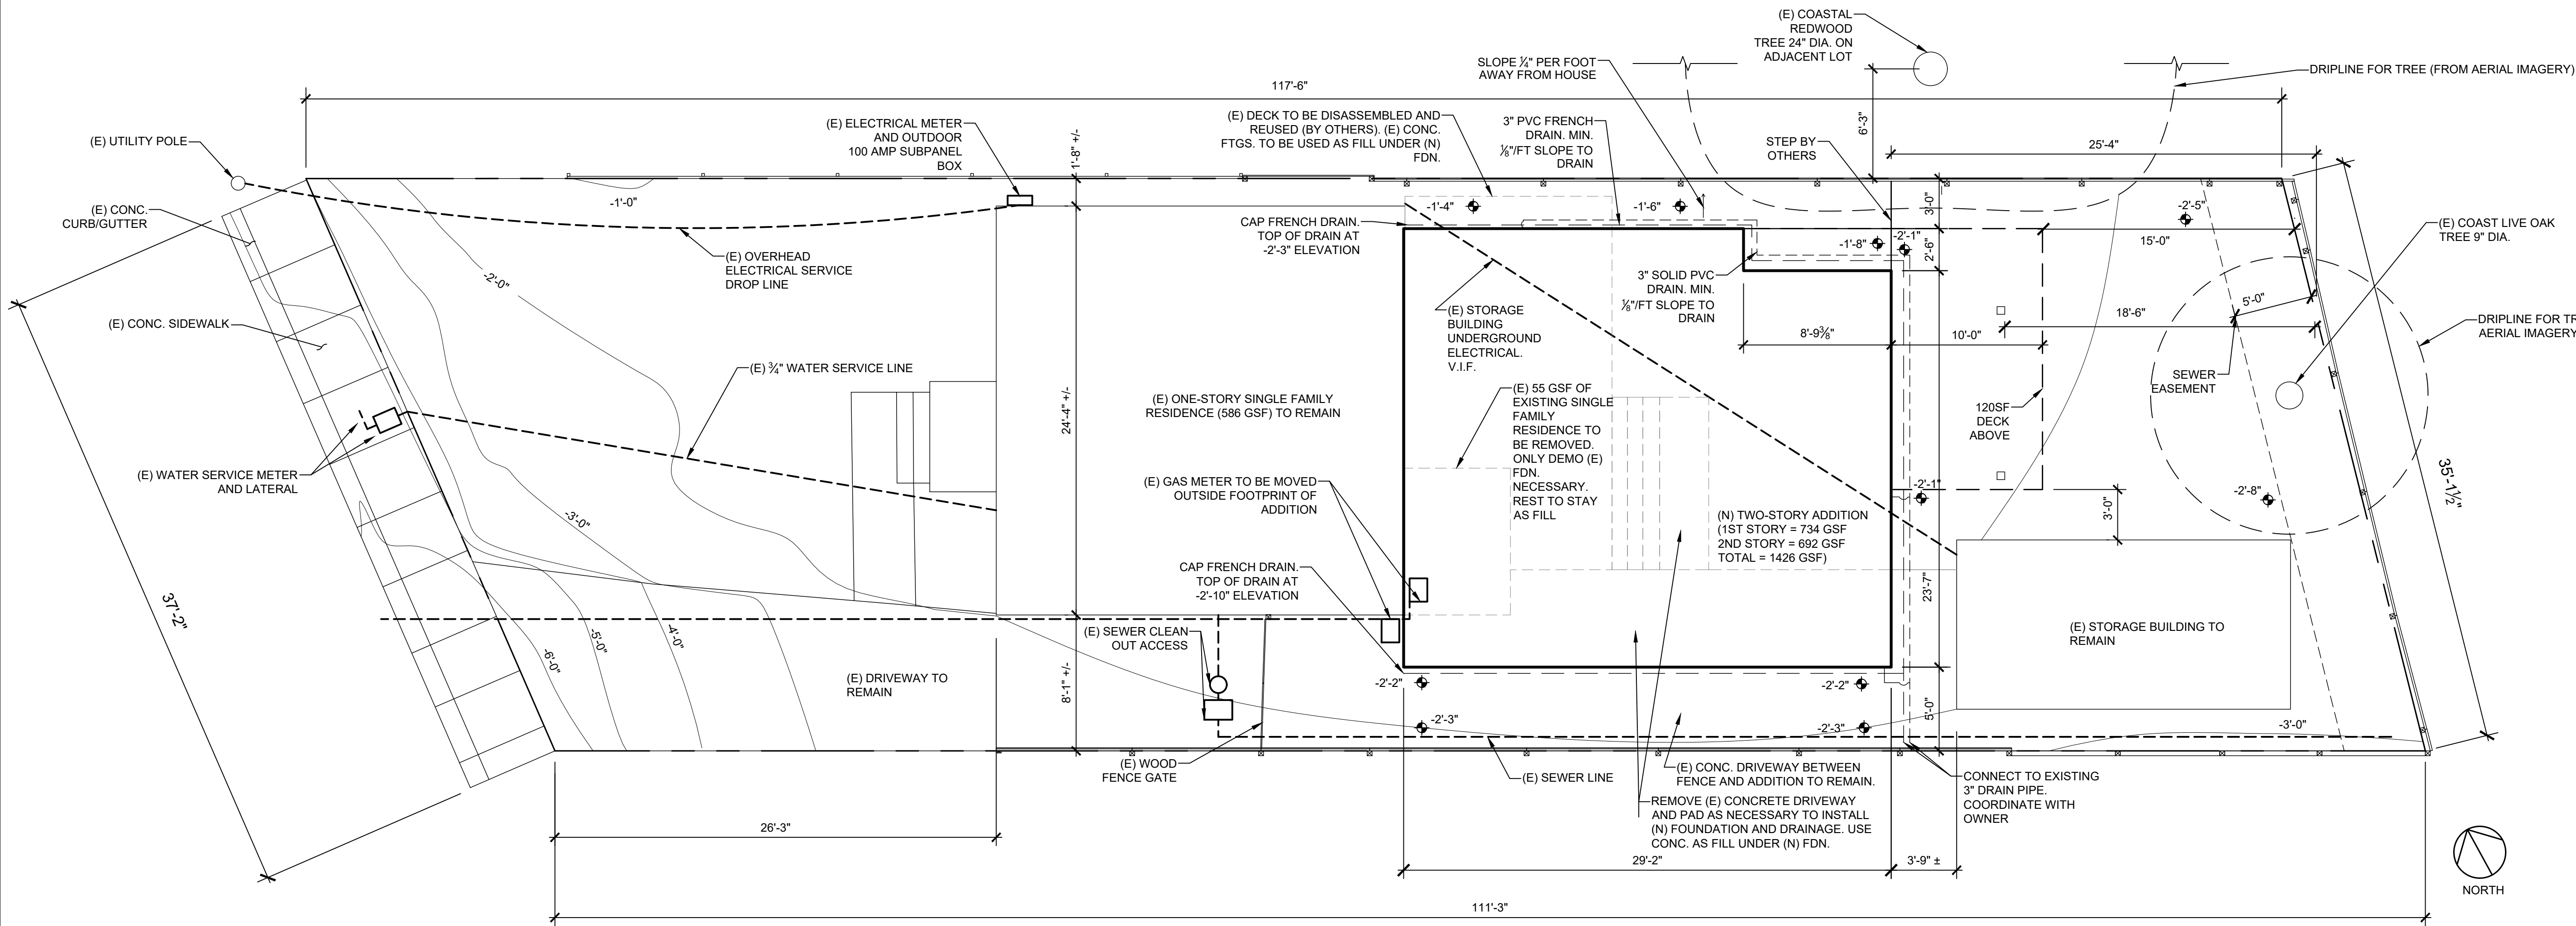 (E) COASTAL
REDWOOD
TREE 24" DIA. ON
ADJACENT LOT
SLOPE ¼" PER FOOT
AWAY FROM HOUSE
DRIPLINE FOR TREE (FROM AERIAL IMAGERY)
117'-6"
6'-3"
(E) UTILITY POLE
(E) ELECTRICAL METER
AND OUTDOOR
100 AMP SUBPANEL
BOX
1'-8" +/-
(E) DECK TO BE DISASSEMBLED AND
REUSED (BY OTHERS). (E) CONC.
FTGS. TO BE USED AS FILL UNDER (N)
FDN.
3" PVC FRENCH
DRAIN. MIN.
⅛"/FT SLOPE TO
DRAIN
STEP BY
OTHERS
25'-4"
(E) CONC.
CURB/GUTTER
-1'-0"
-1'-4"
-1'-6"
3'-0"
-2'-5"
CAP FRENCH DRAIN.
TOP OF DRAIN AT
-2'-3" ELEVATION
-1'-8"
-2'-1"
2'-6"
15'-0"
(E) COAST LIVE OAK
TREE 9" DIA.
(E) OVERHEAD
ELECTRICAL SERVICE
DROP LINE
-2'-0"
3" SOLID PVC
DRAIN. MIN.
⅛"/FT SLOPE TO
DRAIN
(E) STORAGE
BUILDING
UNDERGROUND
ELECTRICAL.
V.I.F.
5'-0"
18'-6"
(E) CONC. SIDEWALK
DRIPLINE FOR TR
AERIAL IMAGERY
8'-9⅜"
10'-0"
(E) ¾" WATER SERVICE LINE
SEWER
EASEMENT
24'-4" +/-
(E) ONE-STORY SINGLE FAMILY
RESIDENCE (586 GSF) TO REMAIN
(E) 55 GSF OF
EXISTING SINGLE
FAMILY
RESIDENCE TO
BE REMOVED.
ONLY DEMO (E)
FDN.
NECESSARY.
REST TO STAY
AS FILL
120SF
DECK
ABOVE
(E) WATER SERVICE METER
AND LATERAL
(E) GAS METER TO BE MOVED
OUTSIDE FOOTPRINT OF
ADDITION
-2'-1"
-2'-8"
35'-1½"
3'-0"
-3'-0"
(N) TWO-STORY ADDITION
(1ST STORY = 734 GSF
2ND STORY = 692 GSF
TOTAL = 1426 GSF)
CAP FRENCH DRAIN.
TOP OF DRAIN AT
-2'-10" ELEVATION
23'-7"
37'-2"
-4'-0"
-5'-0"
-6'-0"
(E) SEWER CLEAN
OUT ACCESS
(E) STORAGE BUILDING TO
REMAIN
(E) DRIVEWAY TO
REMAIN
8'-1" +/-
-2'-2"
-2'-2"
-2'-3"
-2'-3"
5'-0"
-3'-0"
(E) WOOD
FENCE GATE
(E) SEWER LINE
(E) CONC. DRIVEWAY BETWEEN
FENCE AND ADDITION TO REMAIN.
CONNECT TO EXISTING
3" DRAIN PIPE.
COORDINATE WITH
OWNER
REMOVE (E) CONCRETE DRIVEWAY
AND PAD AS NECESSARY TO INSTALL
(N) FOUNDATION AND DRAINAGE. USE
CONC. AS FILL UNDER (N) FDN.
26'-3"
29'-2"
3'-9" ±
NORTH
111'-3"